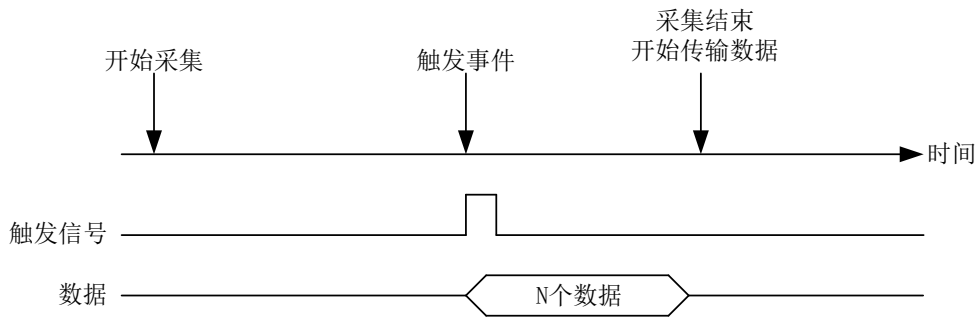 开始采集
触发事件
采集结束
开始传输数据
时间
触发信号
数据
N个数据